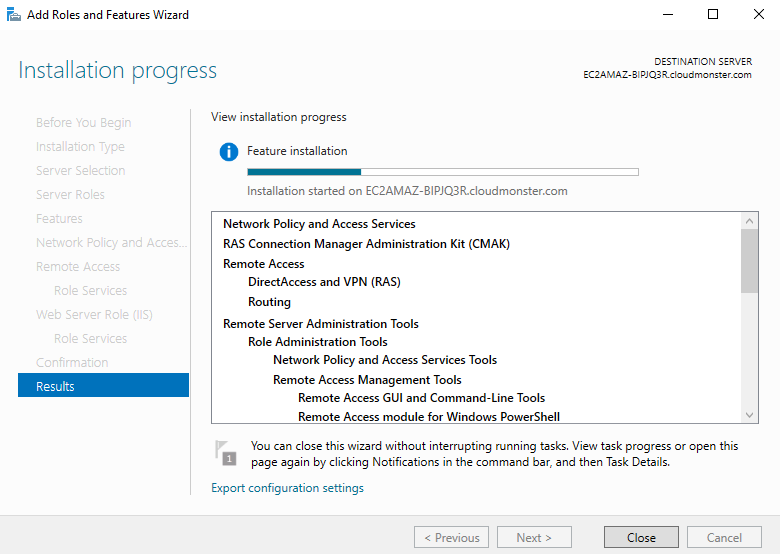 Add Roles and Features Wizard
Installation progress
DESTINATION SERVER
EC2AMAZ-BIPJQ3R.cloudmonster.com
Before You Begin
Installation Type
Server Selection
Server Roles
Features
Network Policy and Acces...
Remote Access
Role Services
Web Server Role (IIS)
Role Services
Confirmation
Results
View installation progress
Feature installation
Installation started on EC2AMAZ-BIPJQ3R.cloudmonster.com
Network Policy and Access Services
RAS Connection Manager Administration Kit (CMAK)
Remote Access
DirectAccess and VPN (RAS)
Routing
Remote Server Administration Tools
Role Administration Tools
Network Policy and Access Services Tools
Remote Access Management Tools
Remote Access GUI and Command-Line Tools
Remote Access module for Windows PowerShell
1
You can close this wizard without interrupting running tasks. View task progress or open this
page again by clicking Notifications in the command bar, and then Task Details.
Export configuration settings
< Previous
Next >
Close
Cancel